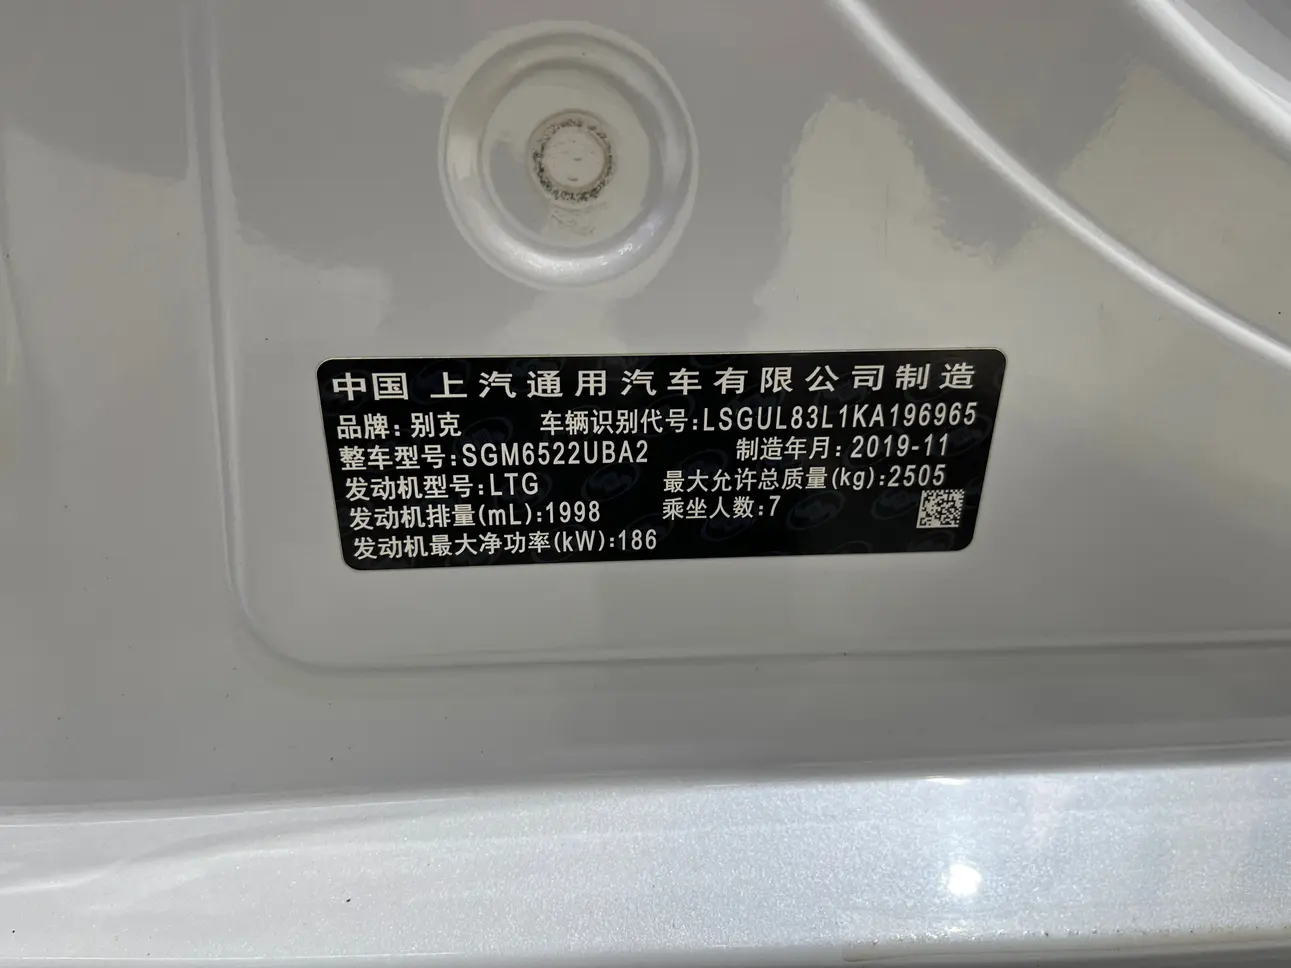 中国 上汽通用汽车有限公司制造
品牌:别克 车辆识别代号:LSGUL83L1KA196965
整车型号:SGM6522UBA2 制造年月:2019-11
发动机型号:LTG 最大允许总质量(kg):2505
发动机排量(mL):1998 乘坐人数:7
发动机最大净功率(kW):186